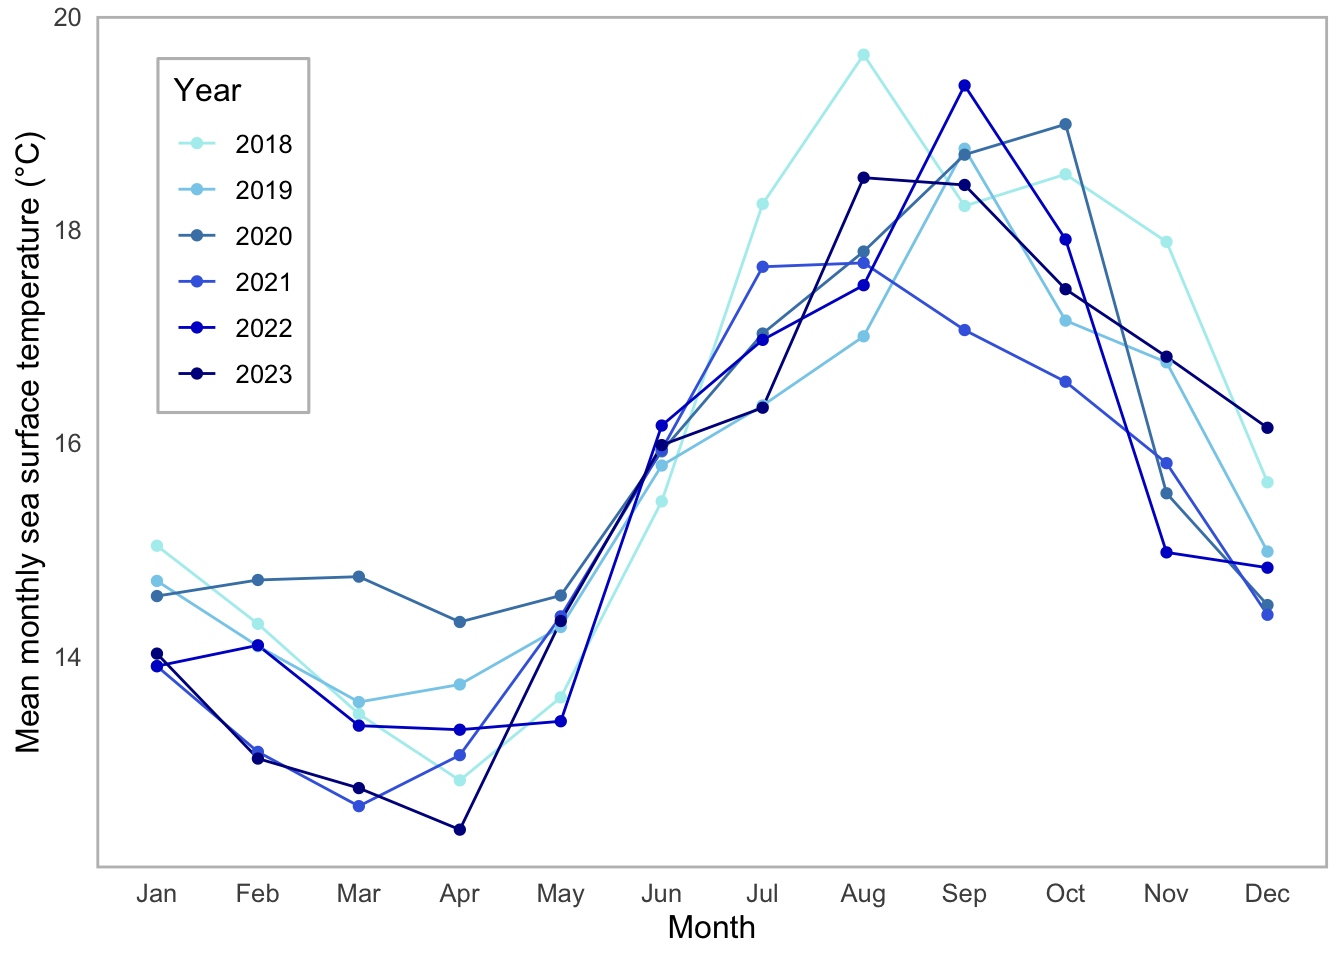 20
18
16
14
Mean monthly sea surface temperature (°C)
Year
2018
2019
2020
2021
2022
2023
Jan Feb Mar Apr May Jun Jul Aug Sep Oct Nov Dec
Month